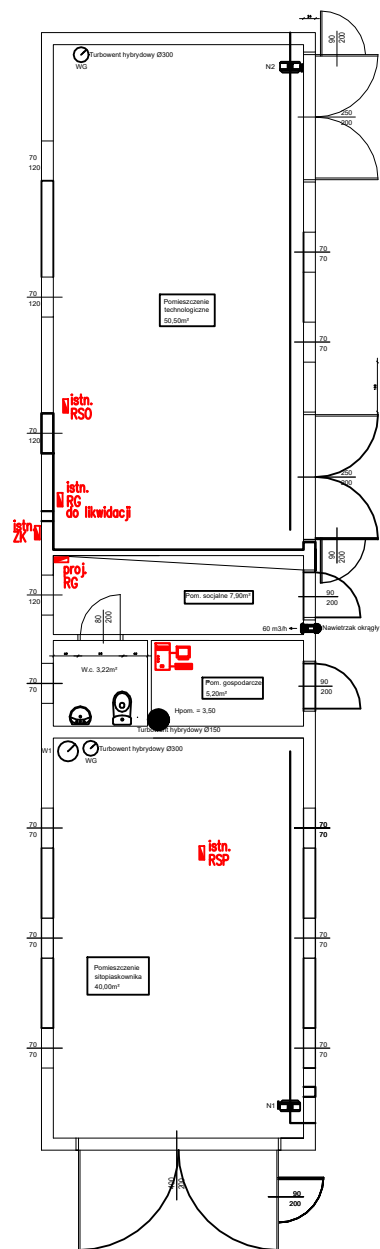 90
200
Turbowent hybrydowy Ø300
WG
N2
250
200
70
120
70
70
Pomieszczenie
technologiczne
50,50m²
70
120
70
70
istn.
RSO
70
120
istn.
RG
do likwidacji
250
200
istn.
ZK
90
200
proj.
RG
70
120
Pom. socjalne 7,90m²
90
200
80
200
60 m3/h
Nawietrzak okrągły
W.c. 3,22m²
70
70
Pom. gospodarcze
5,20m²
90
200
Hpom. = 3,50
Turbowent hybrydowy Ø150
W1
Turbowent hybrydowy Ø300
WG
70
70
70
70
istn.
RSP
70
70
70
70
Pomieszczenie
sitopiaskownika
40,00m²
70
70
70
70
N1
400
300
90
200